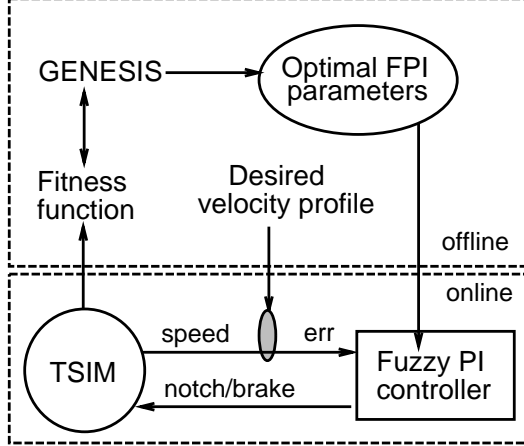 GENESIS
Optimal FPI
parameters
Fitness
function
Desired
velocity profile
offline
online
speed
err
TSIM
notch/brake
Fuzzy PI
controller